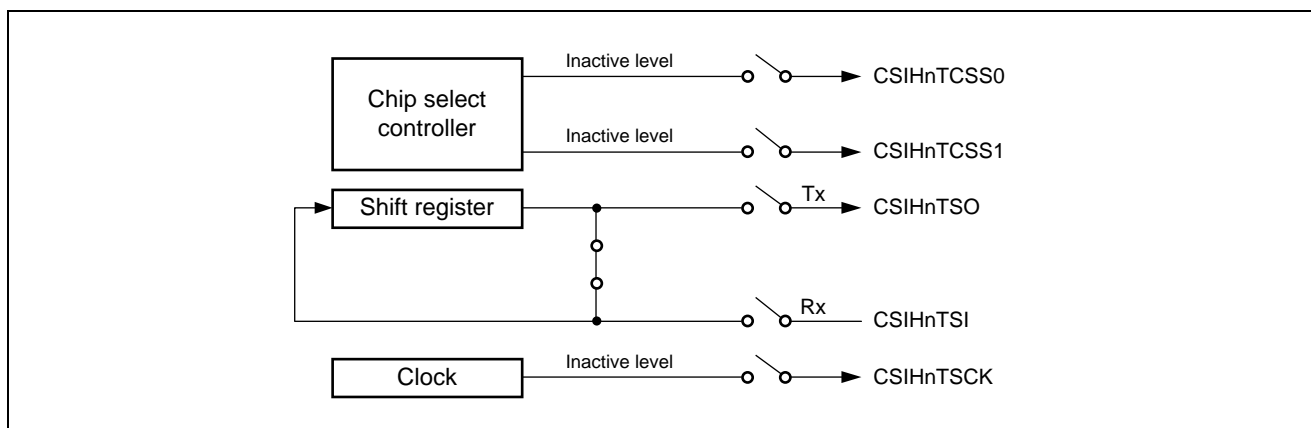 Inactive level
CSIHnTCSS0
Chip select
controller
Inactive level
CSIHnTCSS1
Shift register
Tx
CSIHnTSO
Rx
CSIHnTSI
Clock
Inactive level
CSIHnTSCK